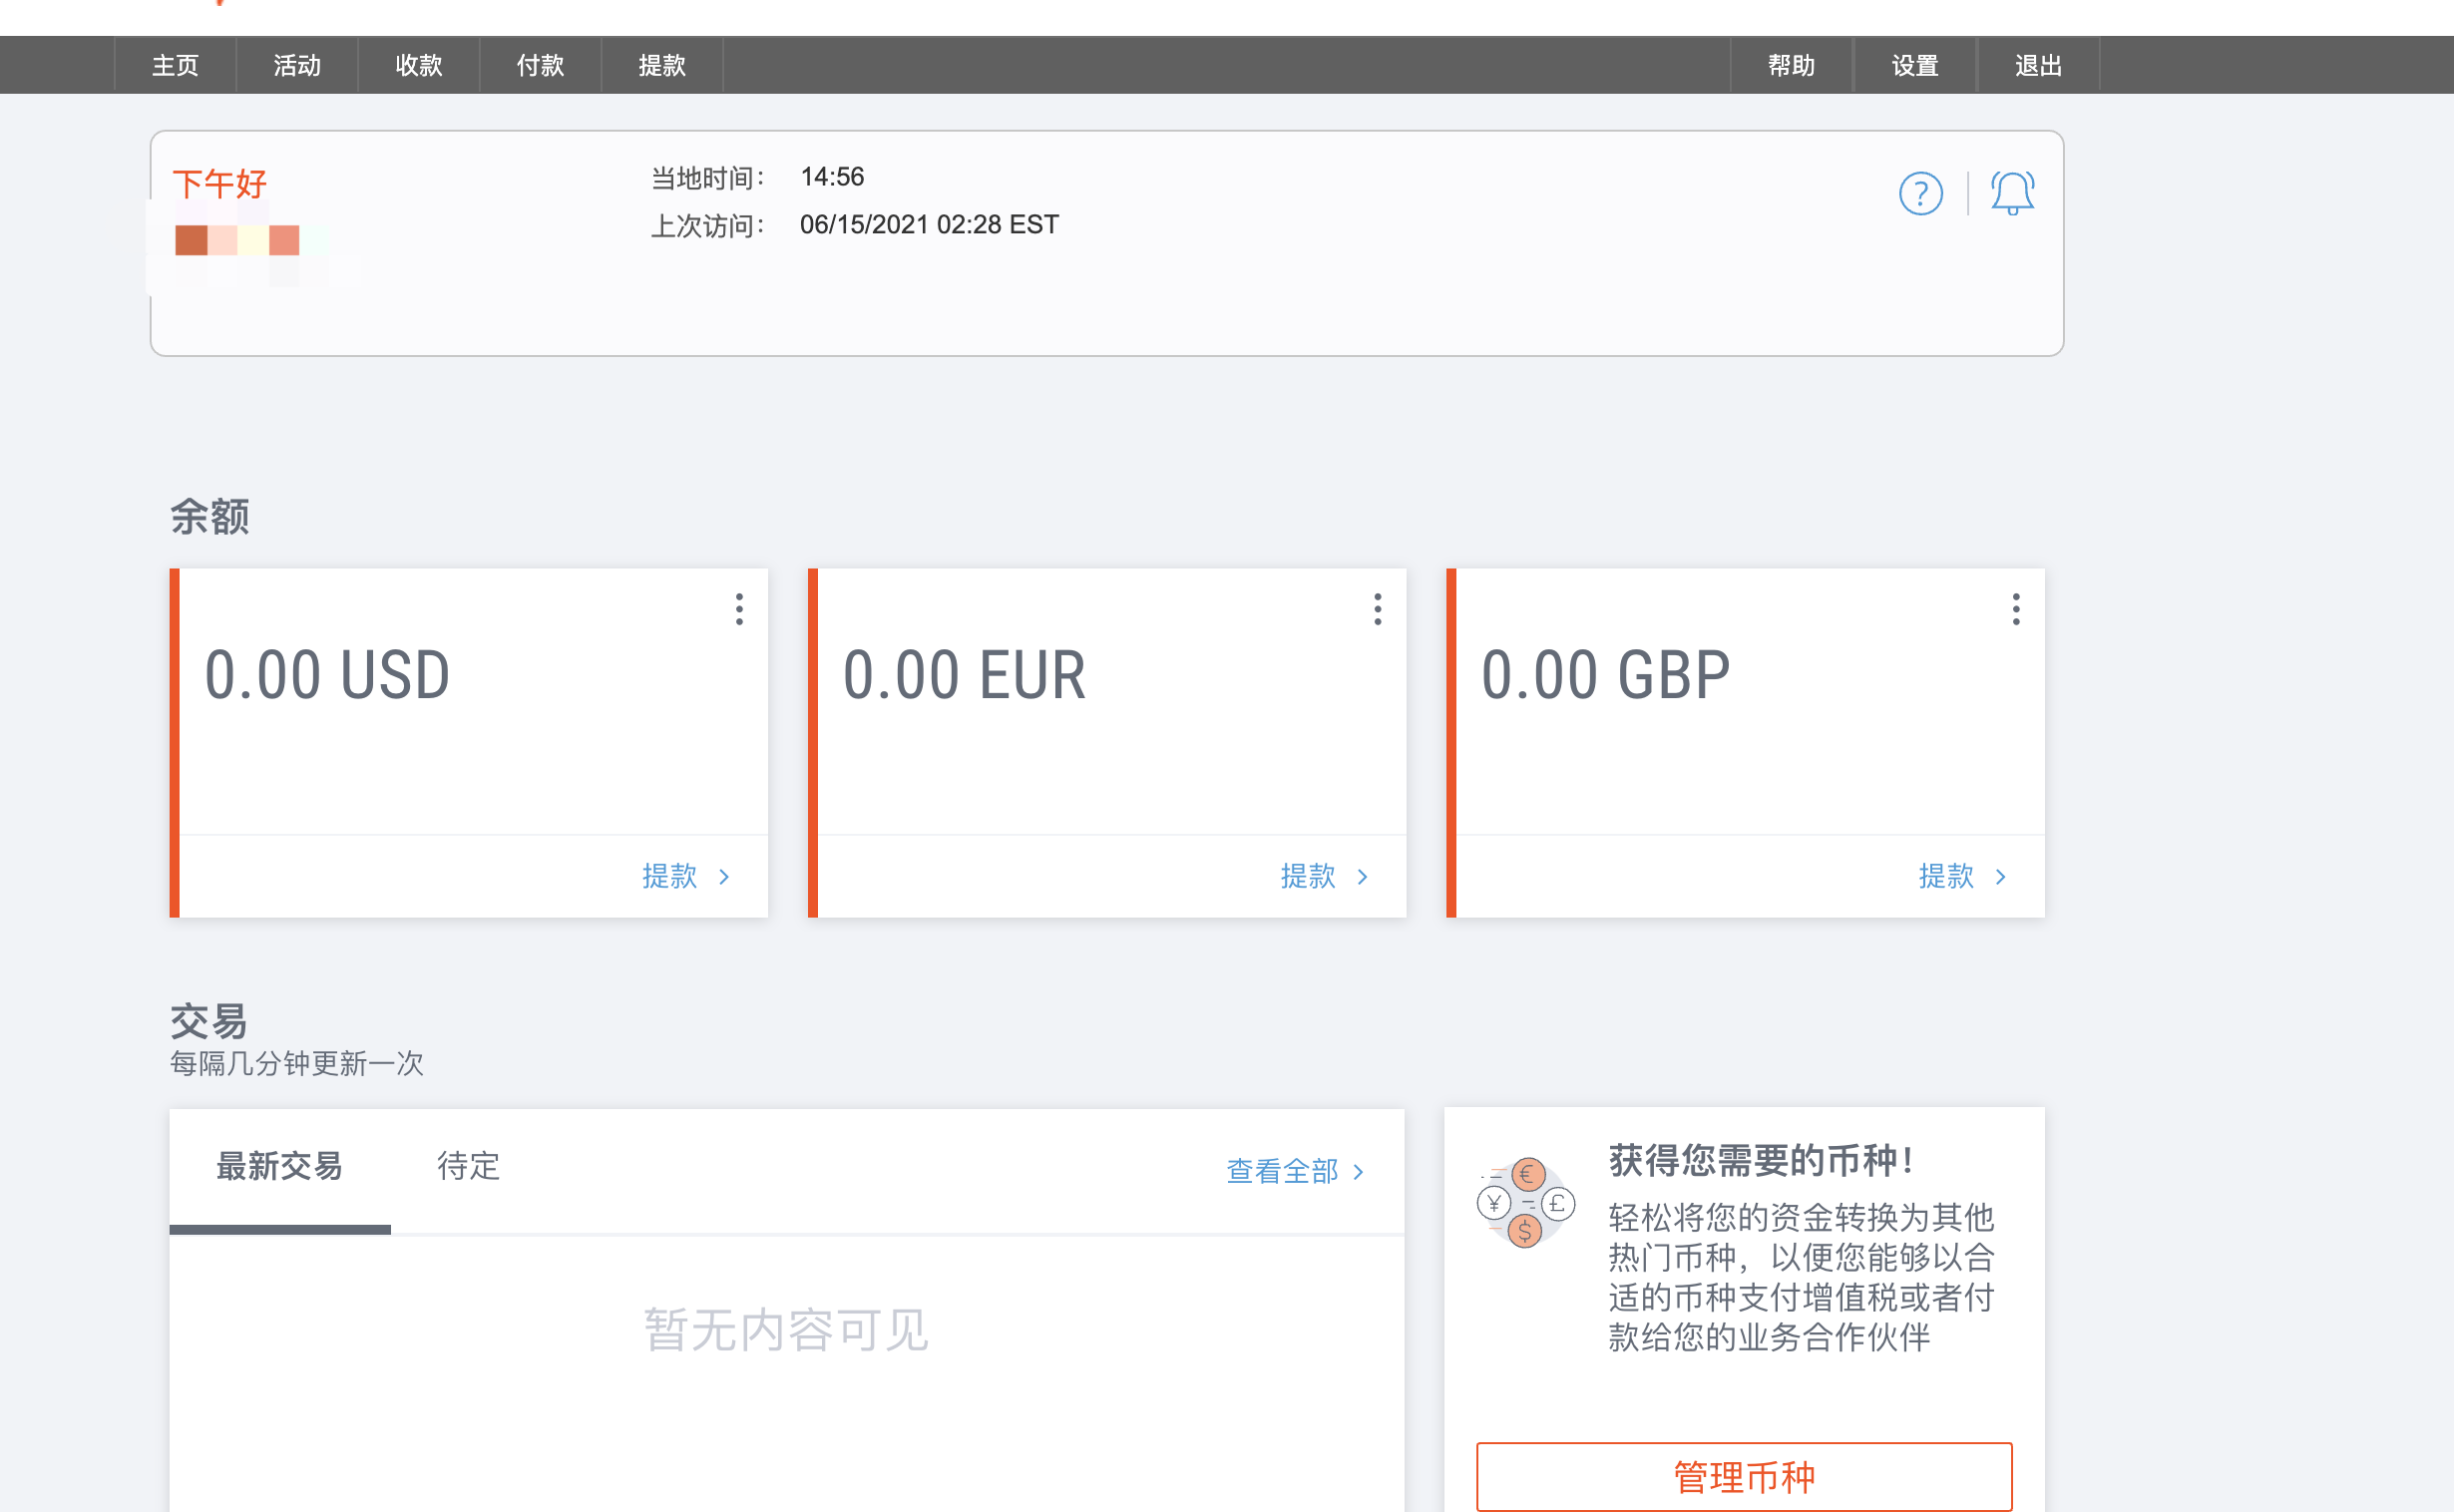 主页 活动 收款 付款 提款 帮助 设置 退出
下午好
当地时间： 14:56
上次访问： 06/15/2021 02:28 EST
余额
0.00 USD
提款
0.00 EUR
提款
0.00 GBP
提款
交易
每隔几分钟更新一次
最新交易 待定 查看全部
暂无内容可见
获得您需要的币种！
轻松将您的资金转换为其他
热门币种，以便您能够以合
适的币种支付增值税或者付
款给您的业务合作伙伴
管理币种